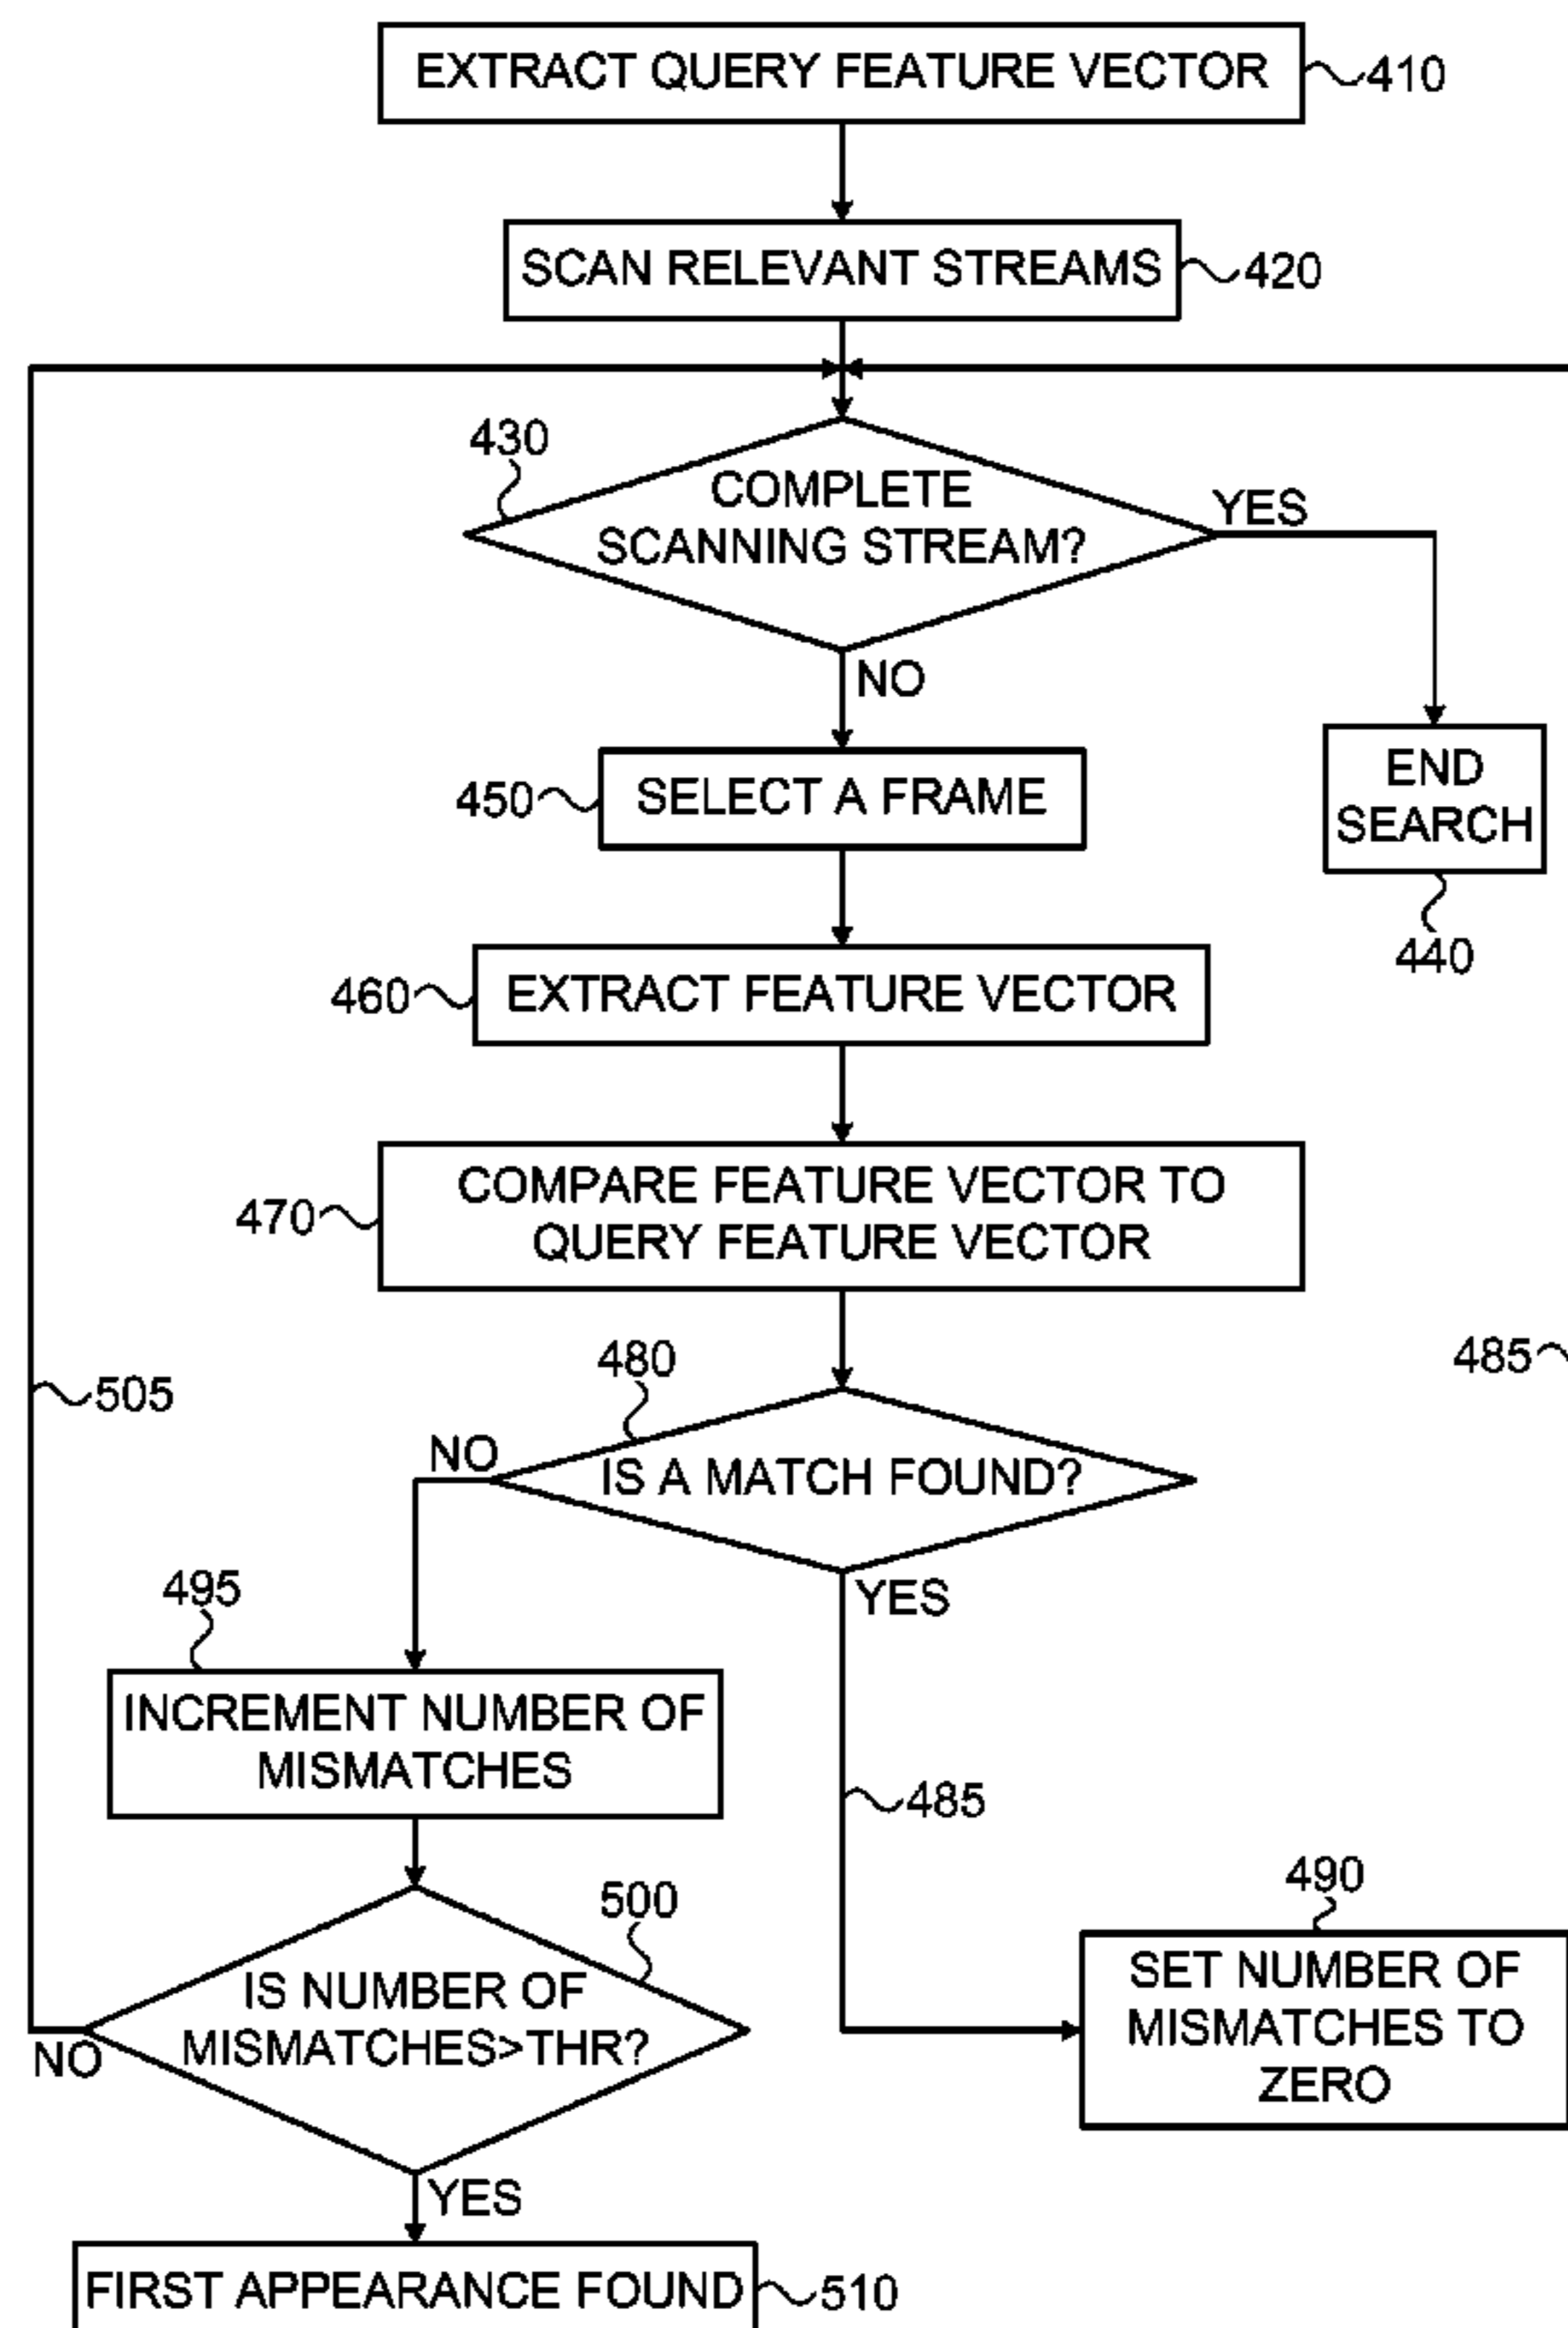 EXTRACT QUERY FEATURE VECTOR
410
SCAN RELEVANT STREAMS
420
430
COMPLETE
SCANNING STREAM?
YES
NO
450
SELECT A FRAME
END
SEARCH
440
460
EXTRACT FEATURE VECTOR
470
COMPARE FEATURE VECTOR TO
QUERY FEATURE VECTOR
480
485
505
NO
IS A MATCH FOUND?
YES
495
INCREMENT NUMBER OF
MISMATCHES
485
490
500
SET NUMBER OF
MISMATCHES TO
ZERO
IS NUMBER OF
MISMATCHES>THR?
NO
YES
FIRST APPEARANCE FOUND
510